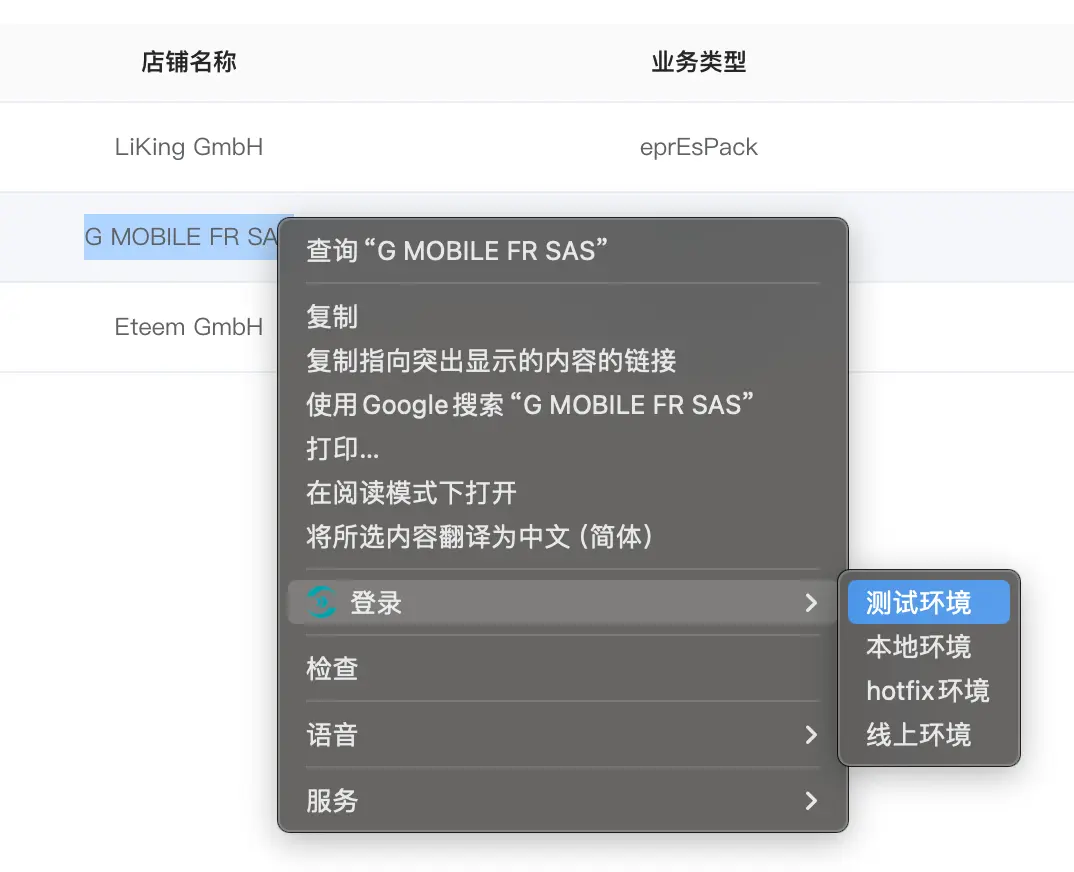 店铺名称 业务类型
LiKing GmbH eprEsPack
G MOBILE FR SA
Eteem GmbH
查询“G MOBILE FR SAS”
复制
复制指向突出显示的内容的链接
使用Google搜索“G MOBILE FR SAS”
打印...
在阅读模式下打开
将所选内容翻译为中文（简体）
登录
检查
语音
服务
测试环境
本地环境
hotfix环境
线上环境